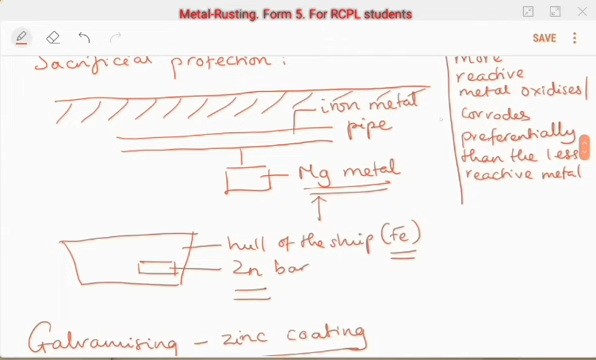 Metal-Rusting. Form 5. For RCPL students
SAVE
Sacrificial protection :
iron metal
pipe
Mg metal
hull of the ship (Fe)
Zn bar
Galvanising – zinc coating
more
reactive
metal oxidises/
corrodes
preferentially
than the less
reactive metal